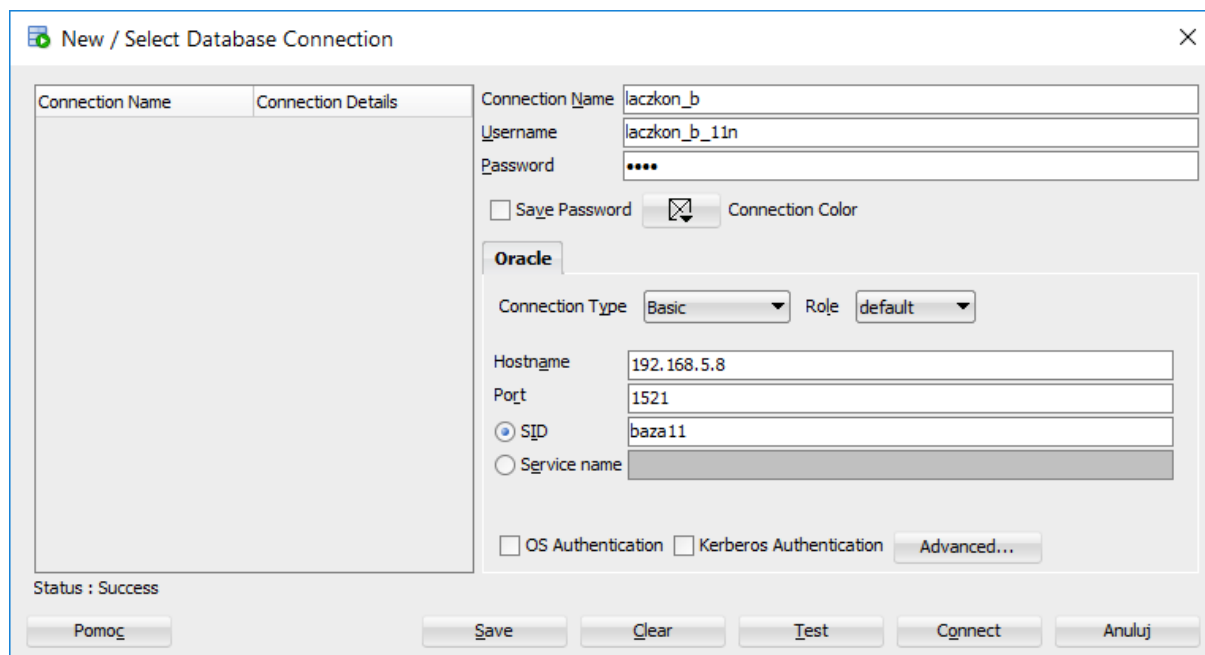 New / Select Database Connection
Connection Name Connection Details
Connection Name laczkon_b
Username laczkon_b_11n
Password ••••
Save Password Connection Color
Oracle
Connection Type Basic Role default
Hostname 192.168.5.8
Port 1521
SID baza11
Service name
OS Authentication Kerberos Authentication Advanced...
Status : Success
Pomoc Save Clear Test Connect Anuluj